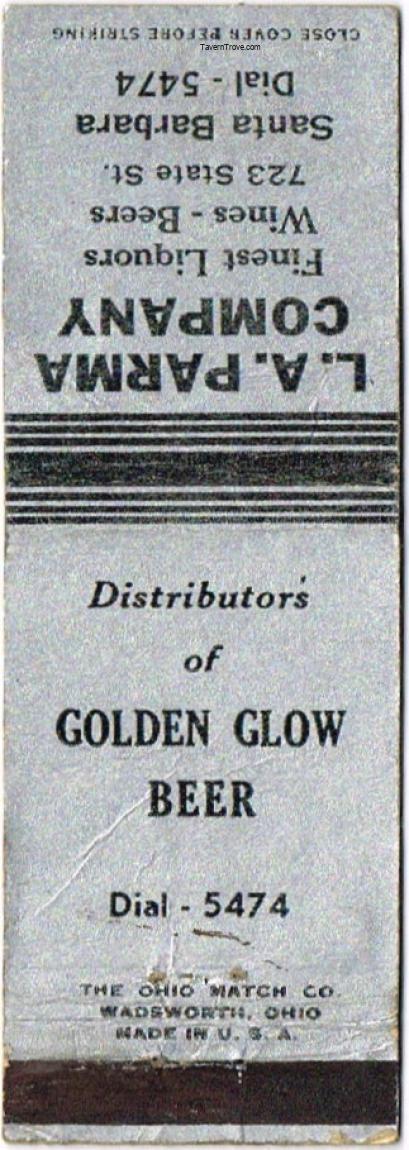 CLOSE COVER BEFORE STRIKING
TavernTrove.com
L.A. PARMA
COMPANY
Finest Liquors
Wines - Beers
723 State St.
Santa Barbara
Dial - 5474
Distributors
of
GOLDEN GLOW
BEER
Dial - 5474
THE OHIO MATCH CO.
WADSWORTH, OHIO
MADE IN U. S. A.